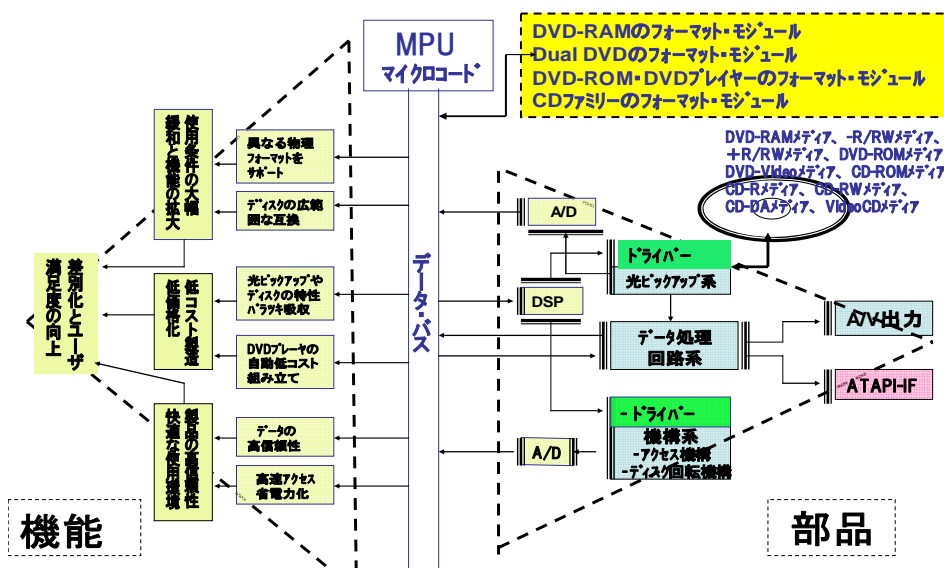 MPU
マイクロコード
DVD-RAMのフォーマット・モジュール
Dual DVDのフォーマット・モジュール
DVD-ROM・DVDプレイヤーのフォーマット・モジュール
CDファミリーのフォーマット・モジュール
DVD-RAMメディア、-R/RWメディア、
+R/RWメディア、DVD-ROMメディア
DVD-Videoメディア、CD-ROMメディア
CD-Rメディア、CD-RWメディア、
CD-DAメディア、VideoCDメディア
差別化とユーザ
満足度の向上
使用条件の大幅
緩和と機能の拡大
低コスト製造
低価格化
製品の高信頼性
快適な使用環境
異なる物理
フォーマットを
サポート
ディスクの広範
囲な互換
光ピックアップや
ディスクの特性
バラツキ吸収
DVDプレーヤの
自動低コスト
組み立て
データの
高信頼性
高速アクセス
省電力化
データ・バス
A/D
DSP
A/D
ドライバー
光ピックアップ系
データ処理
回路系
-ドライバー
機構系
-アクセス機構
-ディスク回転機構
A/V出力
ATAPI-IF
機能
部品